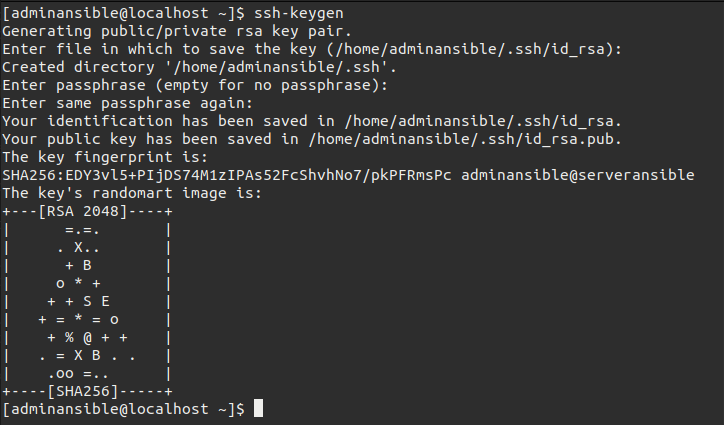 [adminansible@localhost ~]$ ssh-keygen
Generating public/private rsa key pair.
Enter file in which to save the key (/home/adminansible/.ssh/id_rsa):
Created directory '/home/adminansible/.ssh'.
Enter passphrase (empty for no passphrase):
Enter same passphrase again:
Your identification has been saved in /home/adminansible/.ssh/id_rsa.
Your public key has been saved in /home/adminansible/.ssh/id_rsa.pub.
The key fingerprint is:
SHA256:EDY3vl5+PIjDS74M1zIPAs52FcShvhNo7/pkPFRmsPc adminansible@serveransible
The key's randomart image is:
+---[RSA 2048]----+
|      =.=.       |
|     . X..       |
|      + B        |
|     o * +       |
|    + + S E      |
|   + = * = o     |
|    + % @ + +    |
|   . = X B . .   |
|    .oo =..      |
+----[SHA256]-----+
[adminansible@localhost ~]$